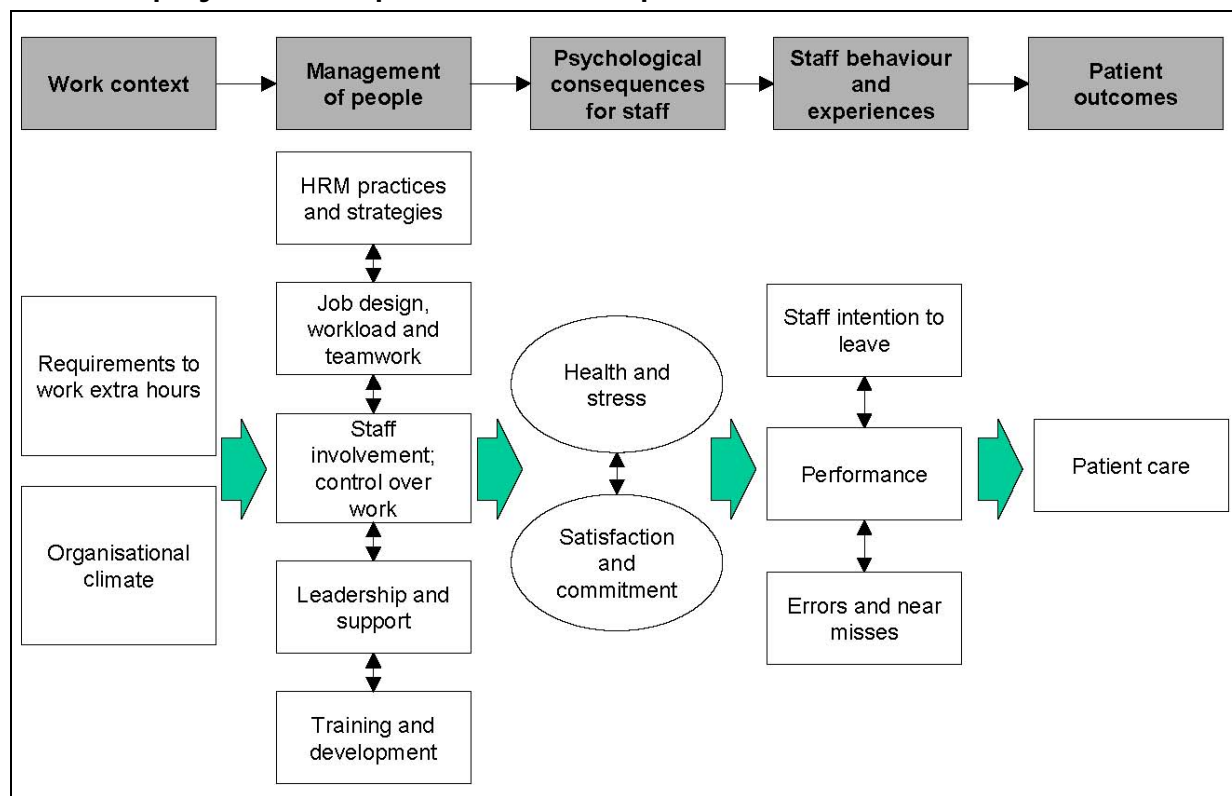 Work context
Management
of people
Psychological
consequences
for staff
Staff behaviour
and
experiences
Patient
outcomes
HRM practices
and strategies
Job design,
workload and
teamwork
Staff
involvement;
control over
work
Leadership and
support
Training and
development
Requirements to
work extra hours
Organisational
climate
Health and
stress
Satisfaction
and
commitment
Staff intention to
leave
Performance
Errors and near
misses
Patient care